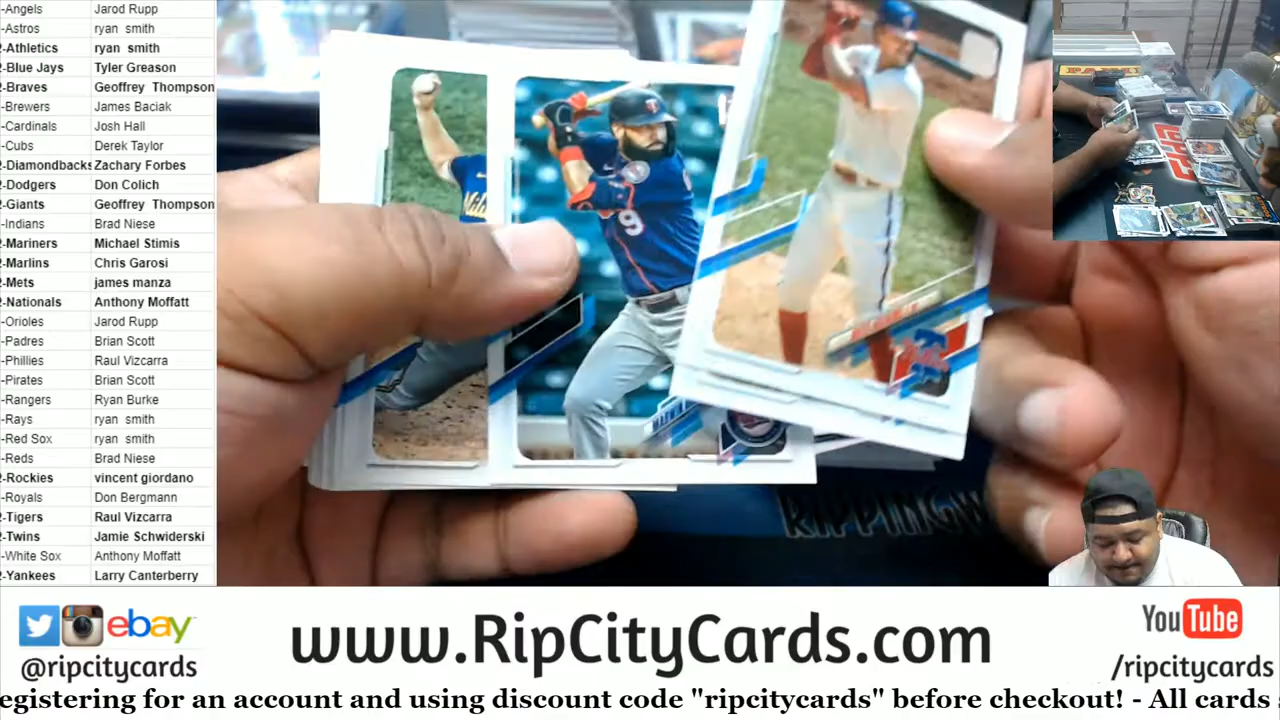 -Angels Jarod Rupp
-Astros ryan smith
2-Athletics ryan smith
2-Blue Jays Tyler Greason
2-Braves Geoffrey Thompson
-Brewers James Baciak
-Cardinals Josh Hall
-Cubs Derek Taylor
2-Diamondbacks Zachary Forbes
2-Dodgers Don Colich
2-Giants Geoffrey Thompson
-Indians Brad Niese
2-Mariners Michael Stimis
2-Marlins Chris Garosi
2-Mets james manza
2-Nationals Anthony Moffatt
-Orioles Jarod Rupp
-Padres Brian Scott
-Phillies Raul Vizcarra
-Pirates Brian Scott
-Rangers Ryan Burke
-Rays ryan smith
-Red Sox ryan smith
-Reds Brad Niese
2-Rockies vincent giordano
-Royals Don Bergmann
2-Tigers Raul Vizcarra
2-Twins Jamie Schwiderski
-White Sox Anthony Moffatt
2-Yankees Larry Canterberry
9
RIPPINGW
ebay
@ripcitycards
www.RipCityCards.com
YouTube
/ripcitycards
egistering for an account and using discount code "ripcitycards" before checkout! - All cards